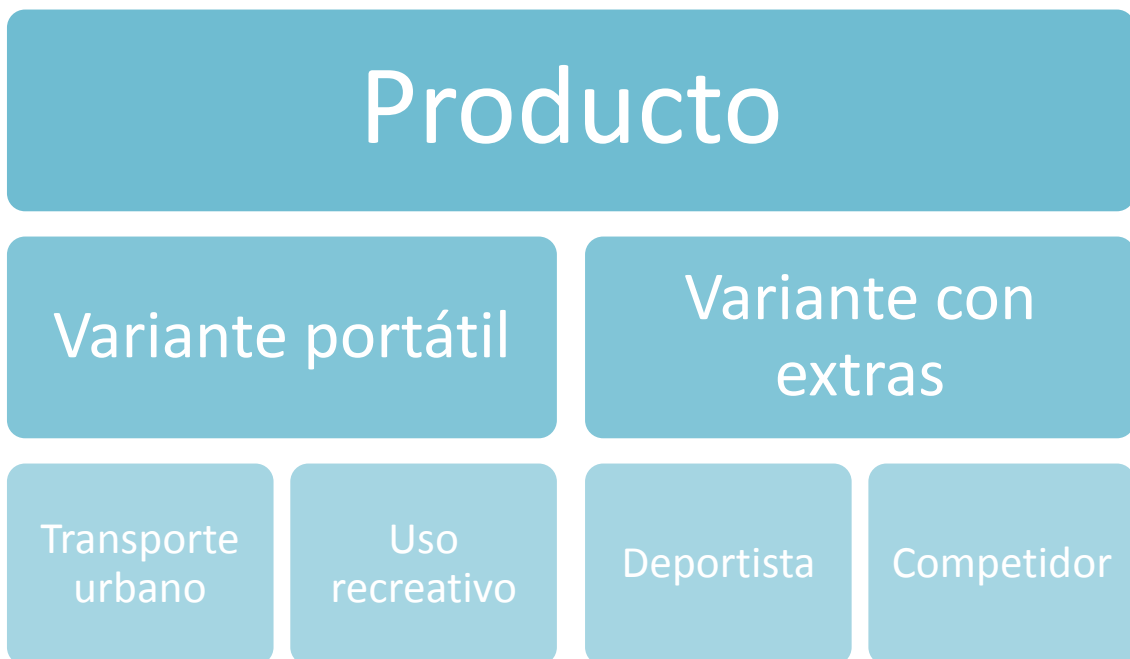 Producto
Variante portátil
Variante con
extras
Transporte
urbano
Uso
recreativo
Deportista
Competidor